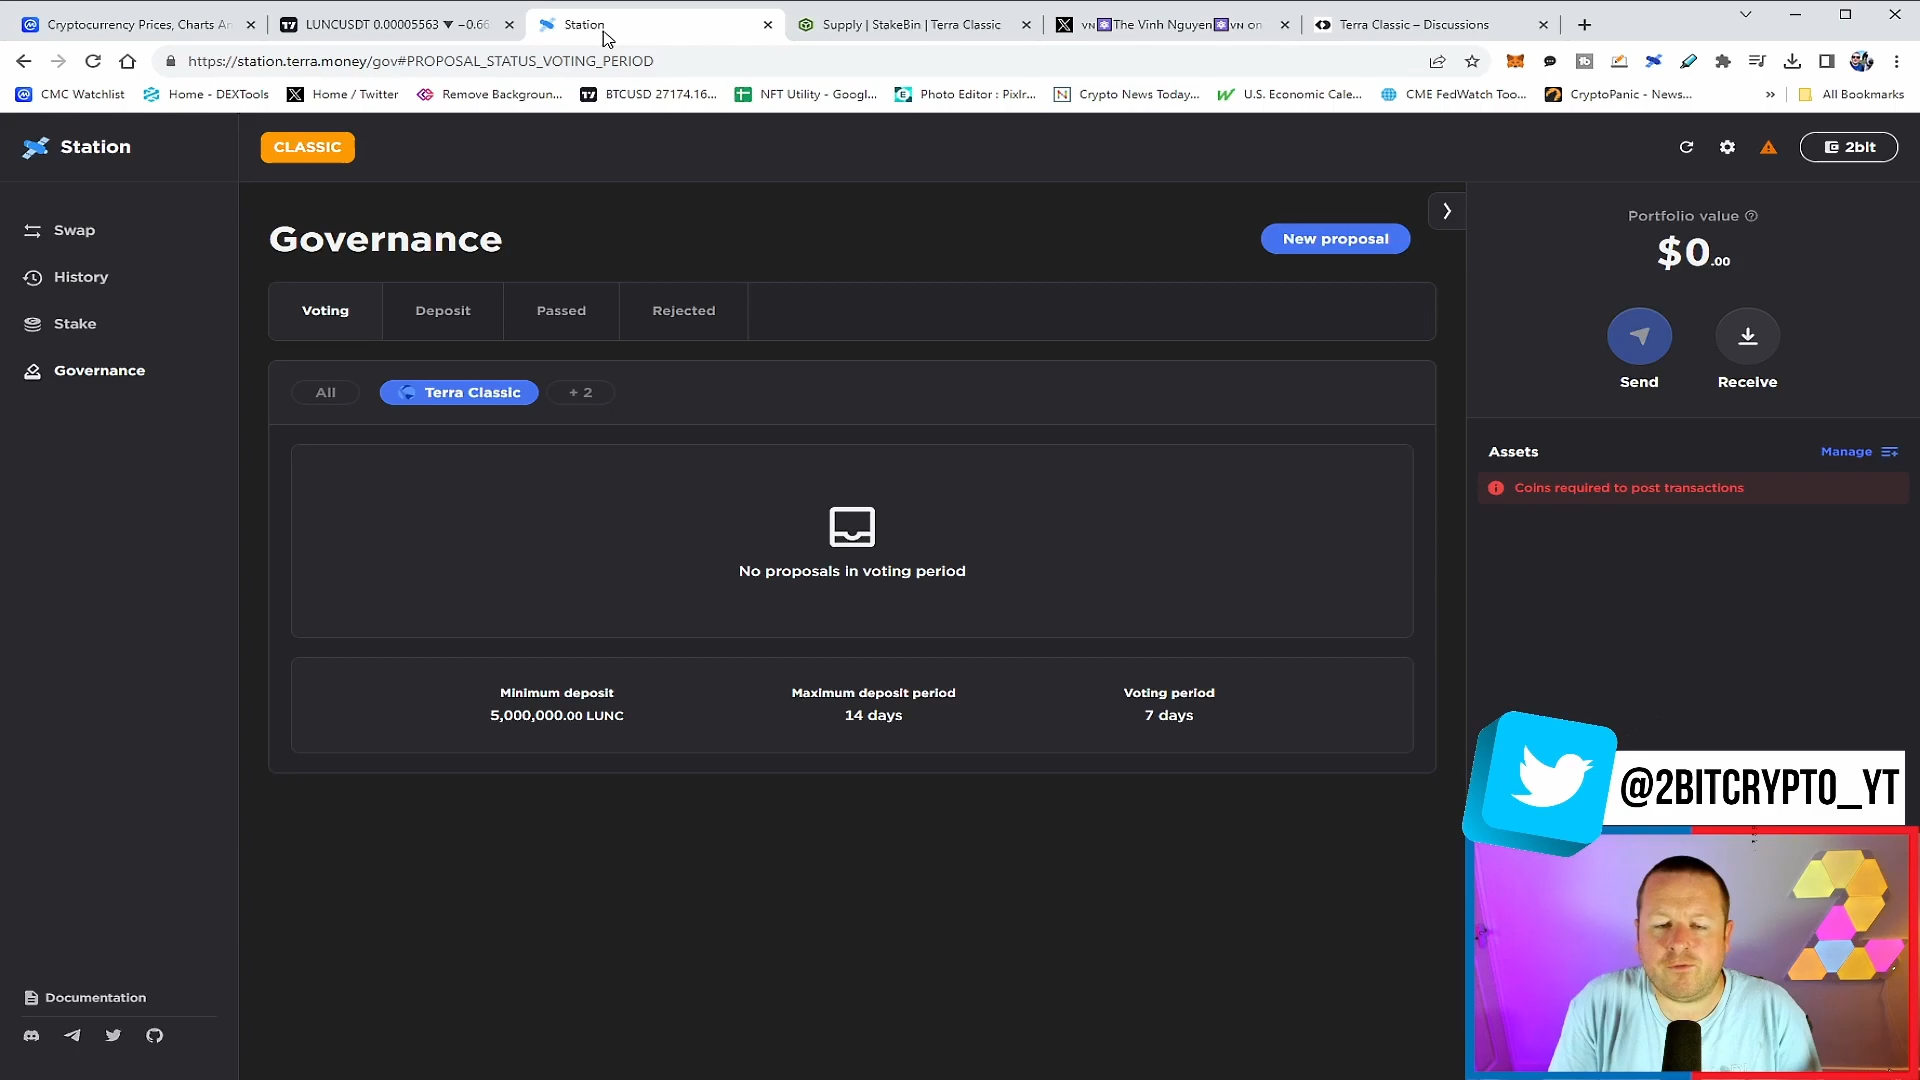 Cryptocurrency Prices, Charts An
LUNCUSDT 0.00005563 ▼ −0.66
Station
Supply | StakeBin | Terra Classic
VN The Vinh Nguyen VN on
Terra Classic – Discussions
https://station.terra.money/gov#PROPOSAL_STATUS_VOTING_PERIOD
CMC Watchlist
Home - DEXTools
Home / Twitter
Remove Backgroun...
BTCUSD 27174.16...
NFT Utility - Googl...
Photo Editor : Pixlr...
Crypto News Today...
U.S. Economic Cale...
CME FedWatch Too...
CryptoPanic - News...
»
All Bookmarks
Station
CLASSIC
2bit
Swap
History
Stake
Governance
Documentation
Governance
New proposal
Voting
Deposit
Passed
Rejected
All
Terra Classic
+ 2
No proposals in voting period
Minimum deposit
5,000,000.00 LUNC
Maximum deposit period
14 days
Voting period
7 days
Portfolio value
$0.00
Send
Receive
Assets
Manage
Coins required to post transactions
@2BITCRYPTO_YT